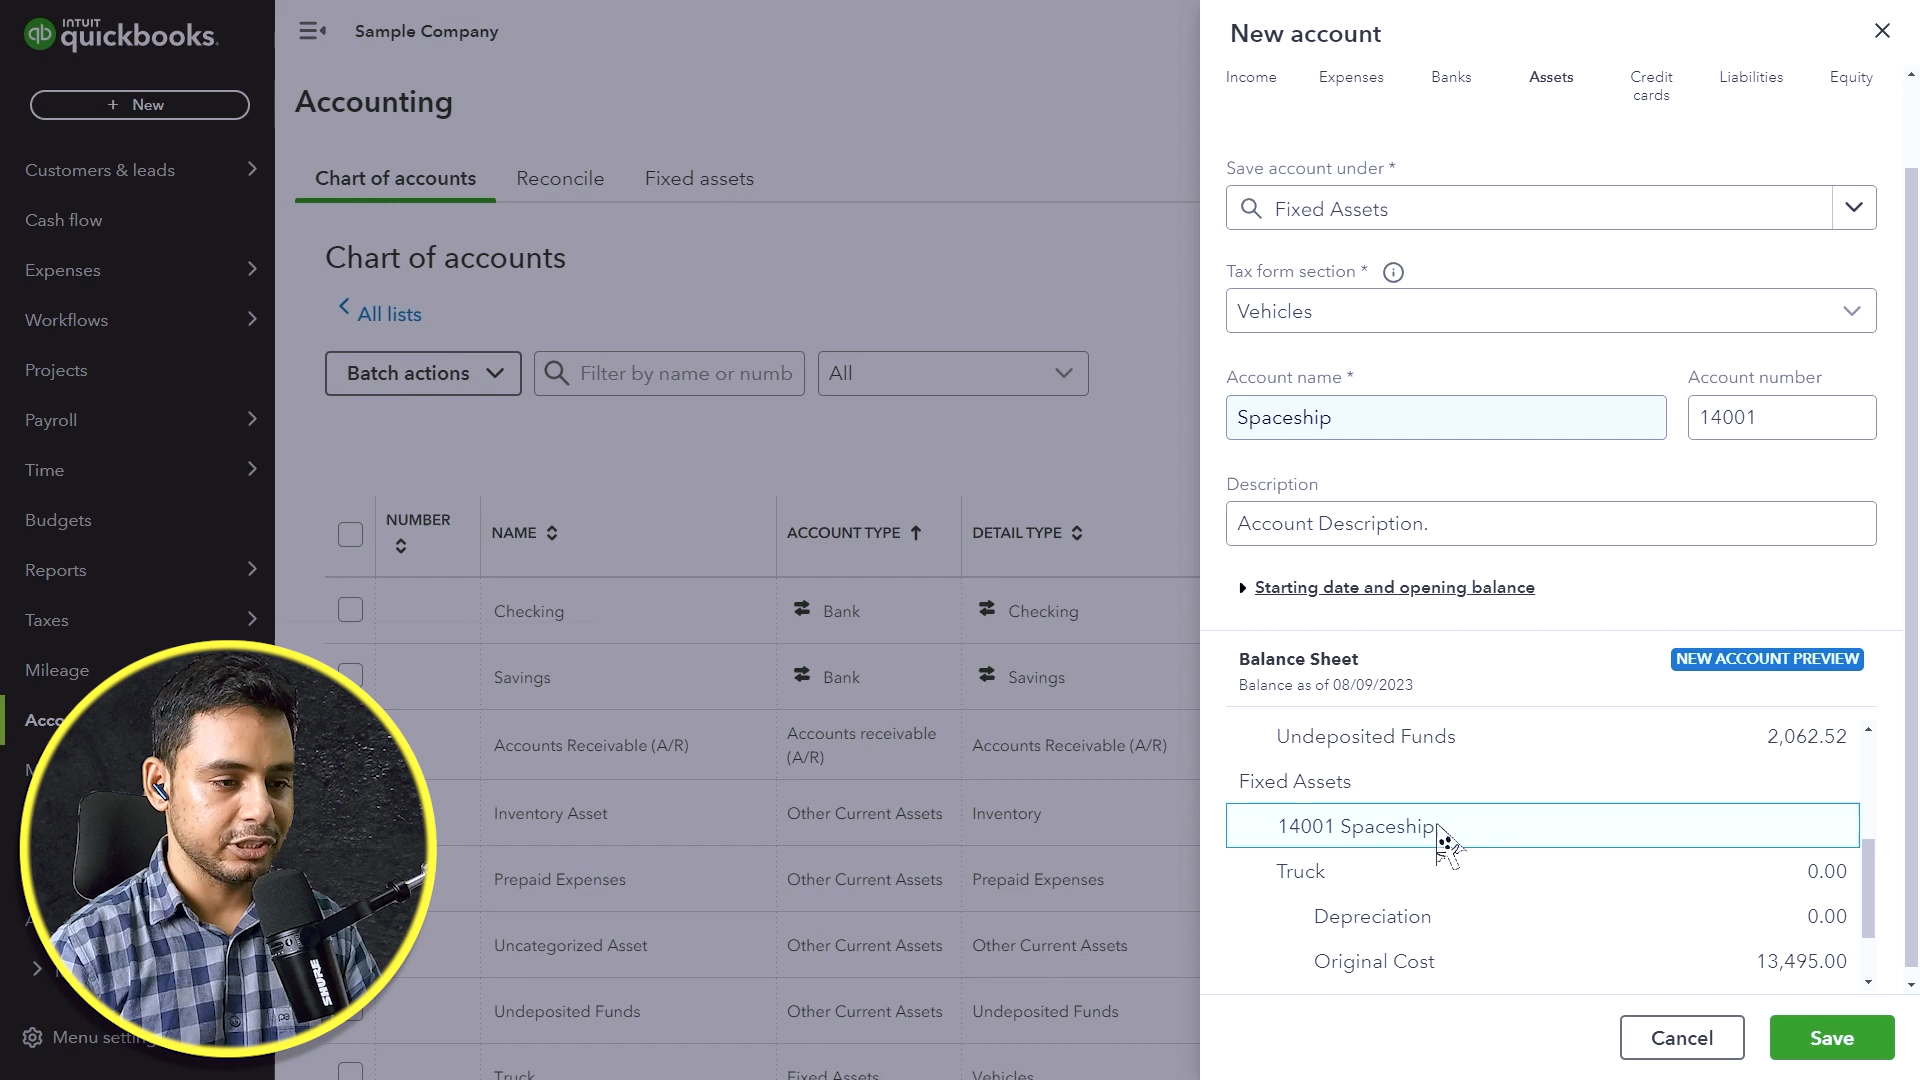 INTUIT
quickbooks.
qb
+ New
Customers & leads
Cash flow
Expenses
Workflows
Projects
Payroll
Time
Budgets
Reports
Taxes
Mileage
Menu
Sample Company
Accounting
Chart of accounts
Reconcile
Fixed assets
Chart of accounts
All lists
Batch actions
Filter by name or numb
All
NUMBER
NAME
ACCOUNT TYPE
DETAIL TYPE
Checking
Bank
Checking
Savings
Bank
Savings
Accounts Receivable (A/R)
Accounts receivable
(A/R)
Accounts Receivable (A/R)
Inventory Asset
Other Current Assets
Inventory
Prepaid Expenses
Other Current Assets
Prepaid Expenses
Uncategorized Asset
Other Current Assets
Other Current Assets
Undeposited Funds
Other Current Assets
Undeposited Funds
Truck
Fixed Assets
Vehicles
SHURE
New account
Income
Expenses
Banks
Assets
Credit
cards
Liabilities
Equity
Save account under *
Fixed Assets
Tax form section *
Vehicles
Account name *
Account number
Spaceship
14001
Description
Account Description.
Starting date and opening balance
Balance Sheet
NEW ACCOUNT PREVIEW
Balance as of 08/09/2023
Undeposited Funds 2,062.52
Fixed Assets
14001 Spaceship
Truck 0.00
Depreciation 0.00
Original Cost 13,495.00
Cancel
Save